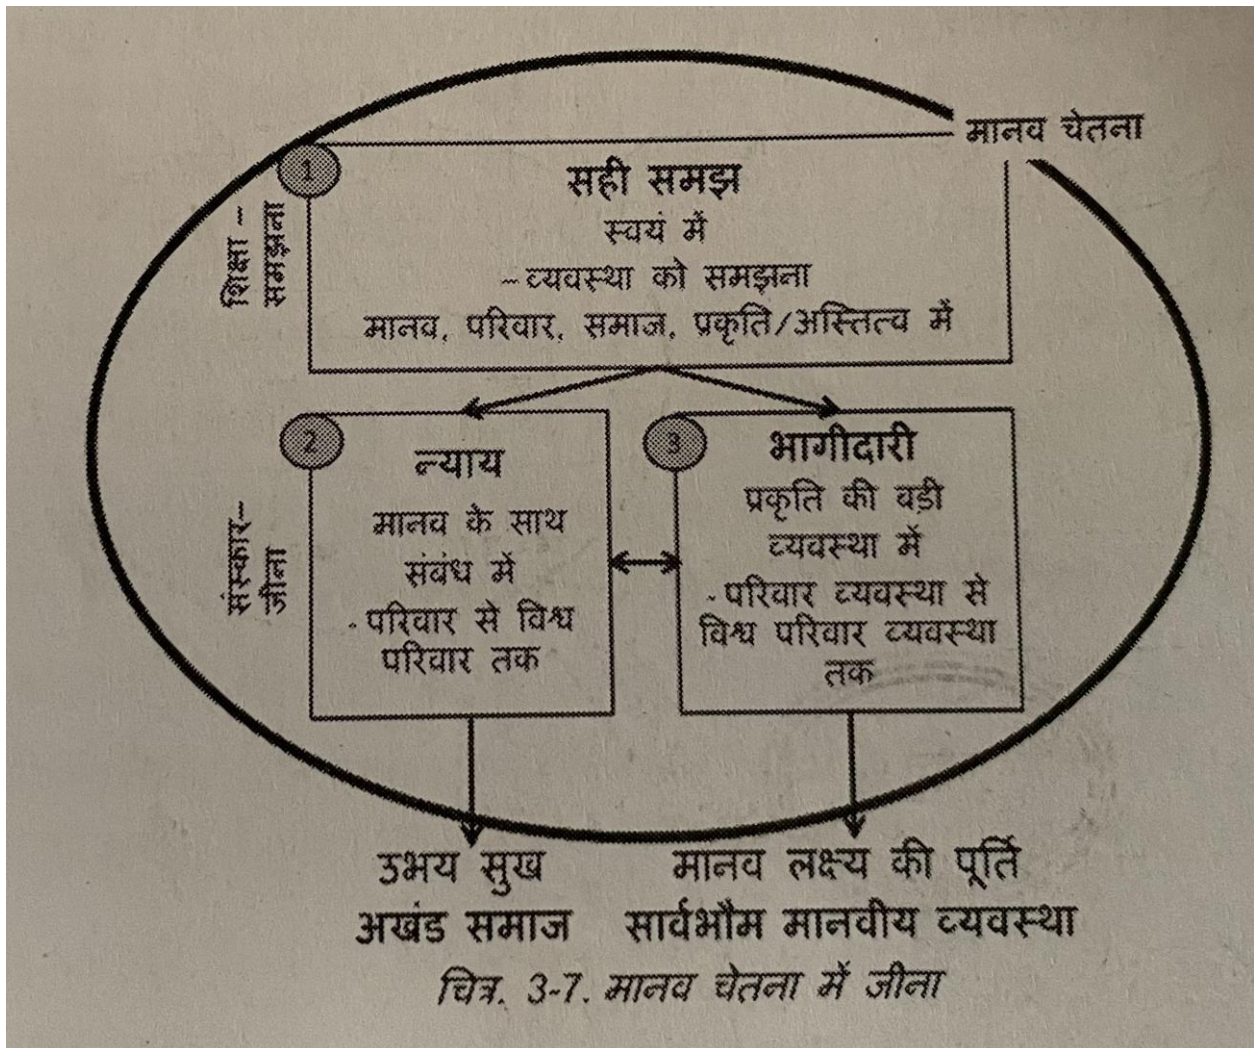 मानव चेतना
1
सही समझ
स्वयं में
– व्यवस्था को समझना
मानव, परिवार, समाज, प्रकृति/अस्तित्व में
शिक्षा –
समझना
2
न्याय
मानव के साथ
संबंध में
- परिवार से विश्व
परिवार तक
3
भागीदारी
प्रकृति की बड़ी
व्यवस्था में
- परिवार व्यवस्था से
विश्व परिवार व्यवस्था
तक
संस्कार–
जीना
उभय सुख
अखंड समाज
मानव लक्ष्य की पूर्ति
सार्वभौम मानवीय व्यवस्था
चित्र. 3-7. मानव चेतना में जीना